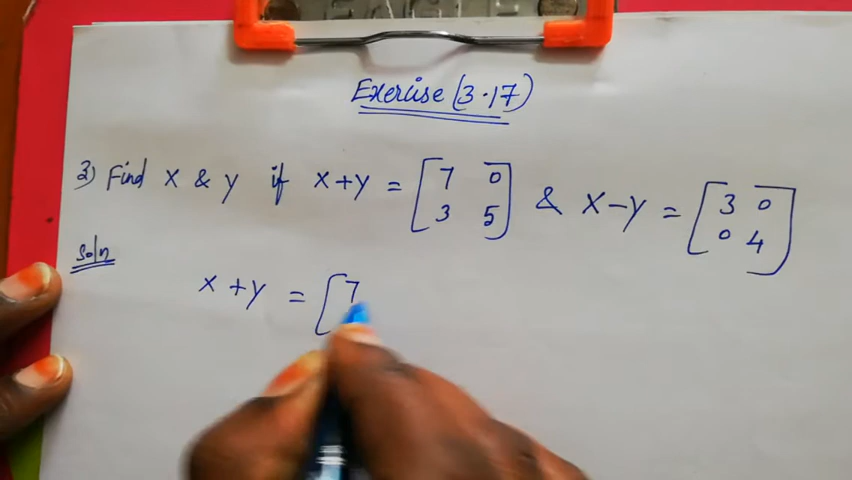 Exercise (3.17)
3) Find x & y if x+y = [7 0 & x-y = [3 0
3 5] 0 4]
Soln
x + y = [7